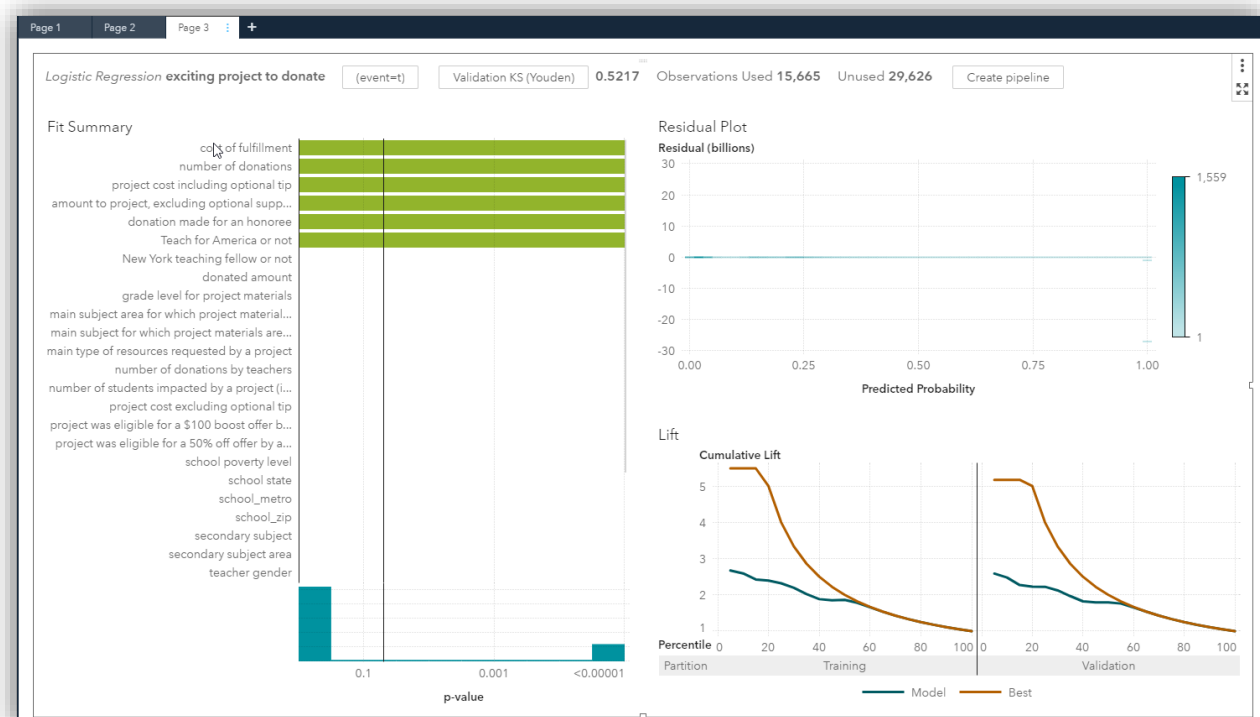 Page 1 Page 2 Page 3 +
Logistic Regression exciting project to donate (event=t) Validation KS (Youden) 0.5217 Observations Used 15,665 Unused 29,626 Create pipeline
Fit Summary
cost of fulfillment
number of donations
project cost including optional tip
amount to project, excluding optional supp...
donation made for an honoree
Teach for America or not
New York teaching fellow or not
donated amount
grade level for project materials
main subject area for which project material...
main subject for which project materials are...
main type of resources requested by a project
number of donations by teachers
number of students impacted by a project (i...
project cost excluding optional tip
project was eligible for a $100 boost offer b...
project was eligible for a 50% off offer by a...
school poverty level
school state
school_metro
school_zip
secondary subject
secondary subject area
teacher gender
0.1 0.001 <0.00001
p-value
Residual Plot
Residual (billions)
30
20
10
0
-10
-20
-30
0.00 0.25 0.50 0.75 1.00
Predicted Probability
1,559
1
Lift
Cumulative Lift
5
4
3
2
1
Percentile 0 20 40 60 80 100 0 20 40 60 80 100
Partition Training Validation
Model Best